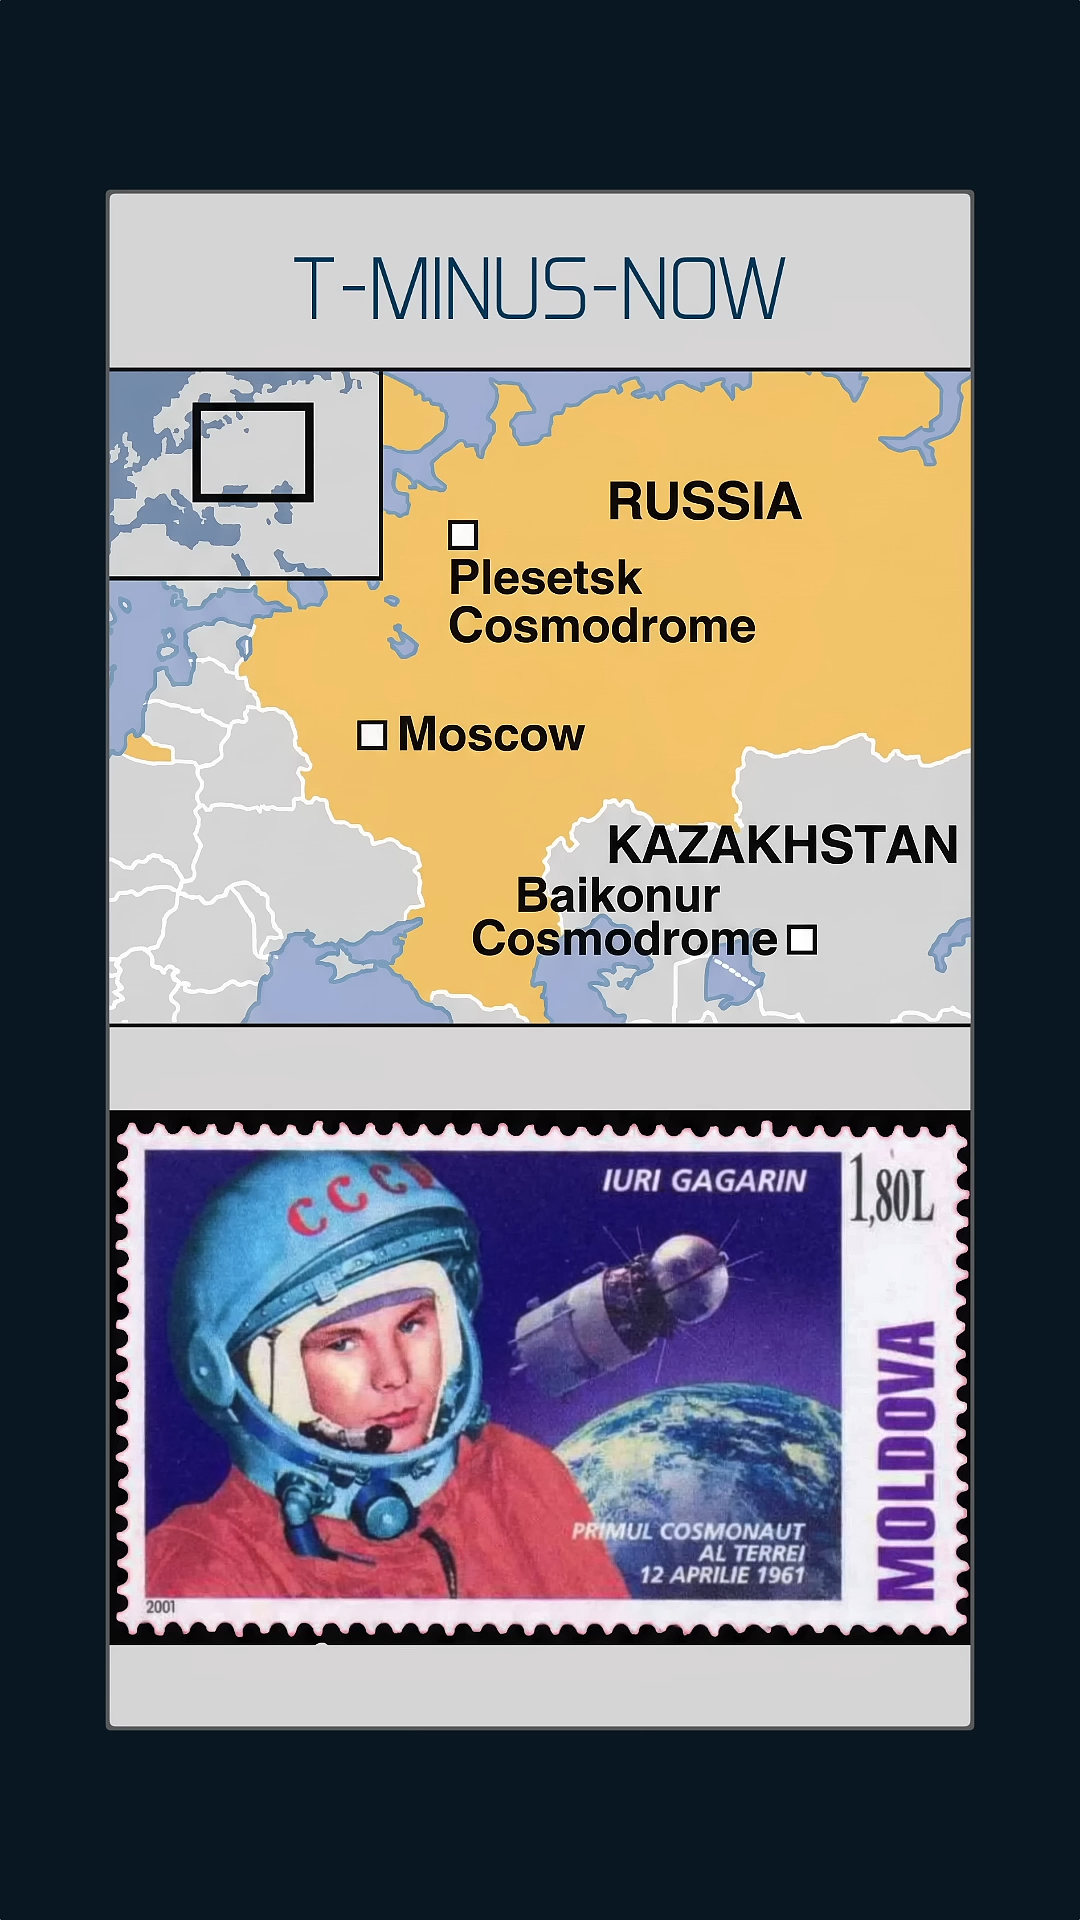 T-MINUS-NOW
RUSSIA
Plesetsk
Cosmodrome
Moscow
KAZAKHSTAN
Baikonur
Cosmodrome
IURI GAGARIN
1,80L
CCCP
MOLDOVA
PRIMUL COSMONAUT
AL TERREI
12 APRILIE 1961
2001